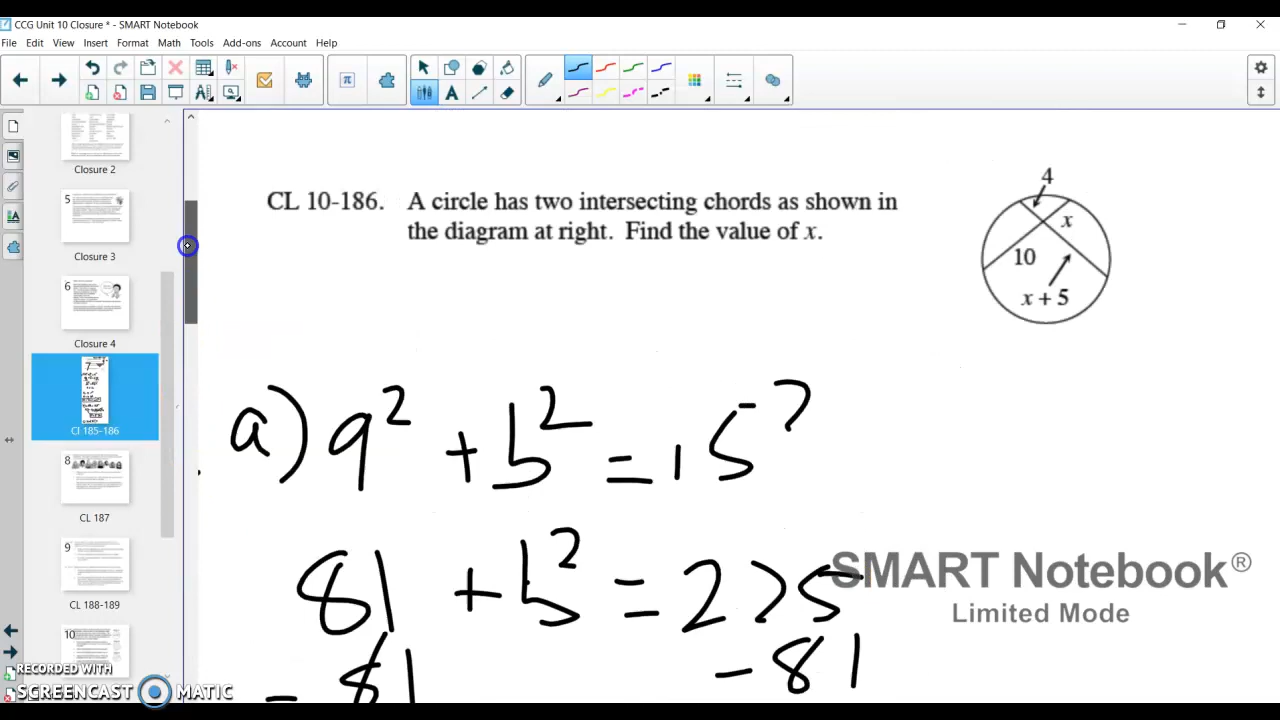 CCG Unit 10 Closure * - SMART Notebook
File Edit View Insert Format Math Tools Add-ons Account Help
Closure 2
5
Closure 3
6
Closure 4
7
Cl 185-186
8
CL 187
9
CL 188-189
10
CL 10-186. A circle has two intersecting chords as shown in
the diagram at right. Find the value of x.
4
x
10
x + 5
a) 9² + b² = 15²
81 + b² = 225
- 81 - 81
SMART Notebook®
Limited Mode
RECORDED WITH
SCREENCAST MATIC